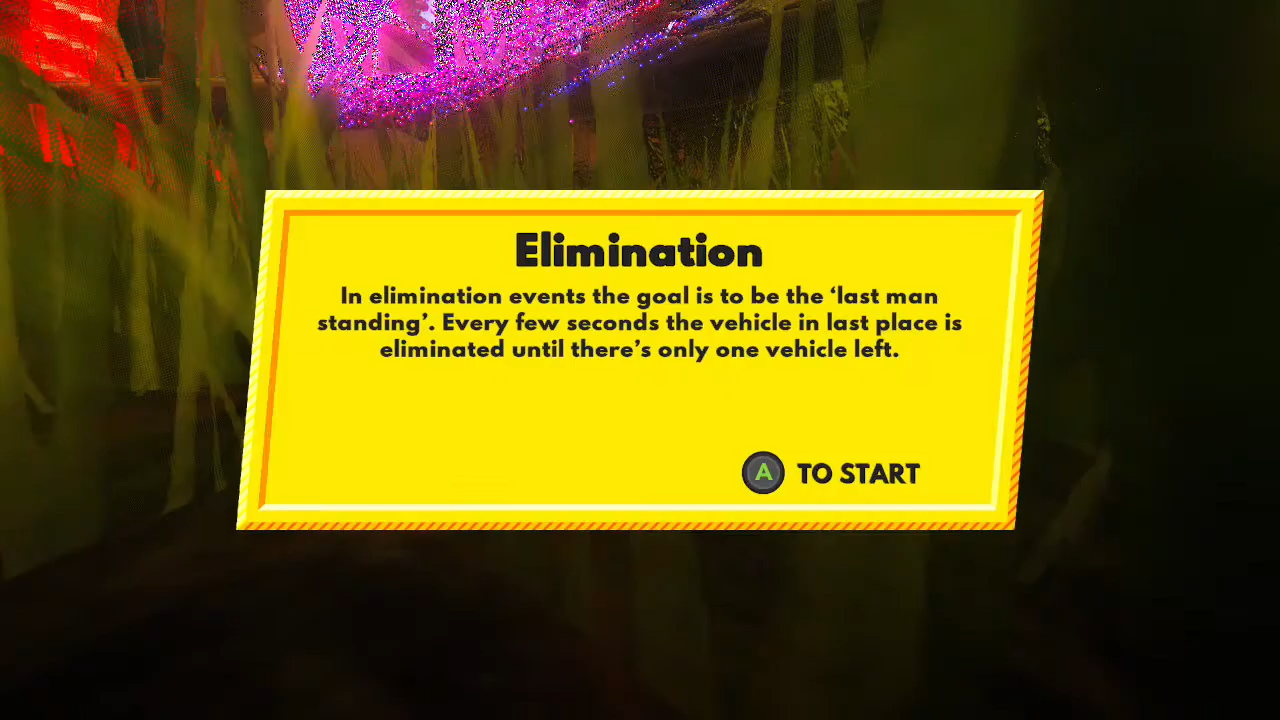 Elimination
In elimination events the goal is to be the ‘last man
standing’. Every few seconds the vehicle in last place is
eliminated until there’s only one vehicle left.
A TO START